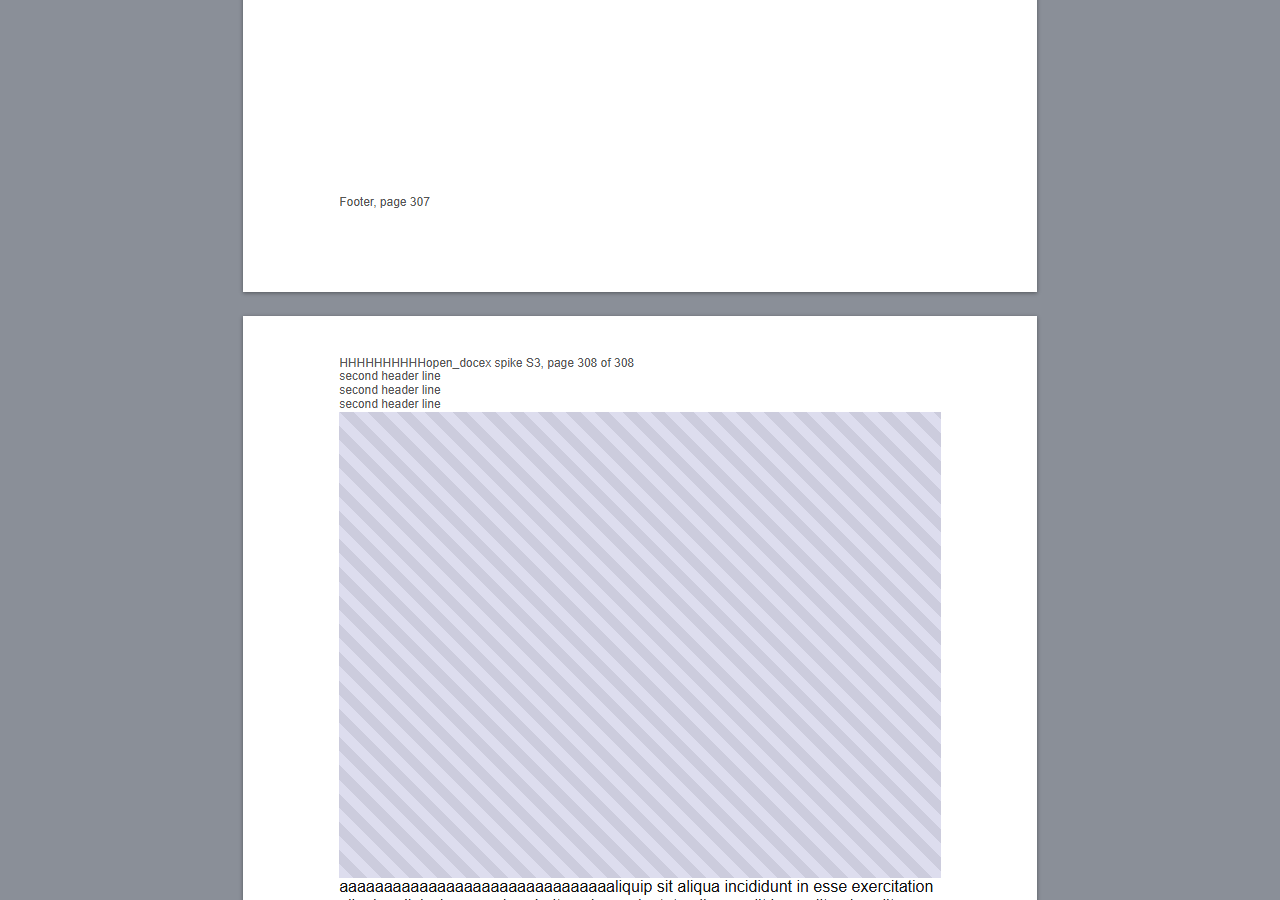 Footer, page 307
HHHHHHHHHHopen_docex spike S3, page 308 of 308
second header line
second header line
second header line
aaaaaaaaaaaaaaaaaaaaaaaaaaaaaaaliquip sit aliqua incididunt in esse exercitation